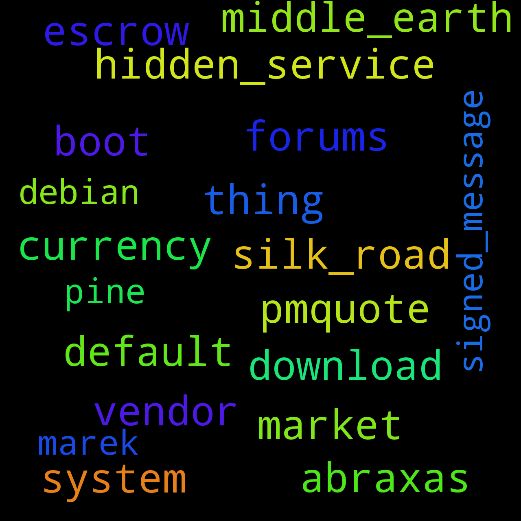 middle_earth
escrow
hidden_service
signed_message
boot
forums
debian
thing
currency
silk_road
pine
pmquote
default
download
vendor
market
marek
system
abraxas